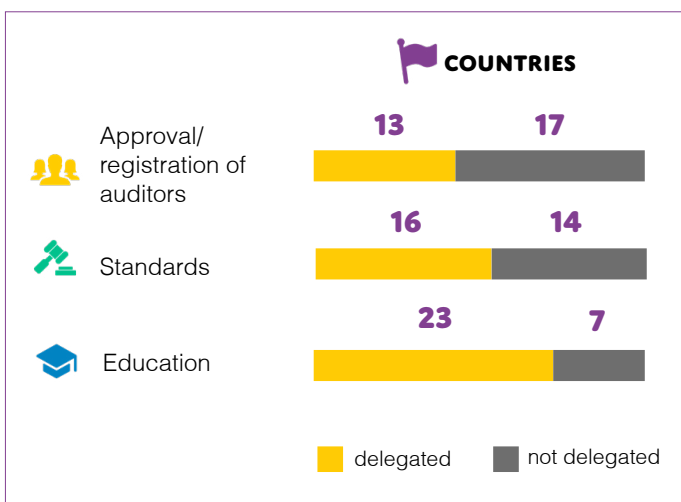 COUNTRIES
13 17
Approval/
registration of
auditors
16 14
Standards
23 7
Education
delegated not delegated